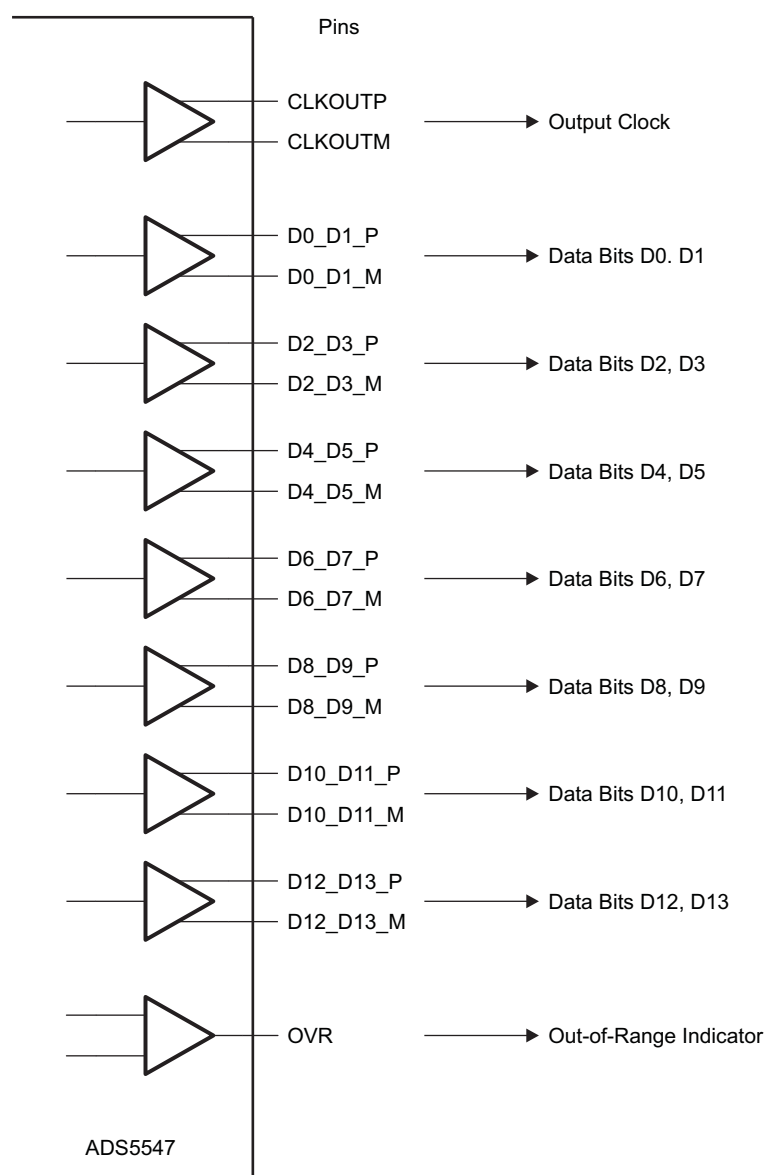 Pins
CLKOUTP
CLKOUTM
Output Clock
D0_D1_P
D0_D1_M
Data Bits D0. D1
D2_D3_P
D2_D3_M
Data Bits D2, D3
D4_D5_P
D4_D5_M
Data Bits D4, D5
D6_D7_P
D6_D7_M
Data Bits D6, D7
D8_D9_P
D8_D9_M
Data Bits D8, D9
D10_D11_P
D10_D11_M
Data Bits D10, D11
D12_D13_P
D12_D13_M
Data Bits D12, D13
OVR
Out-of-Range Indicator
ADS5547